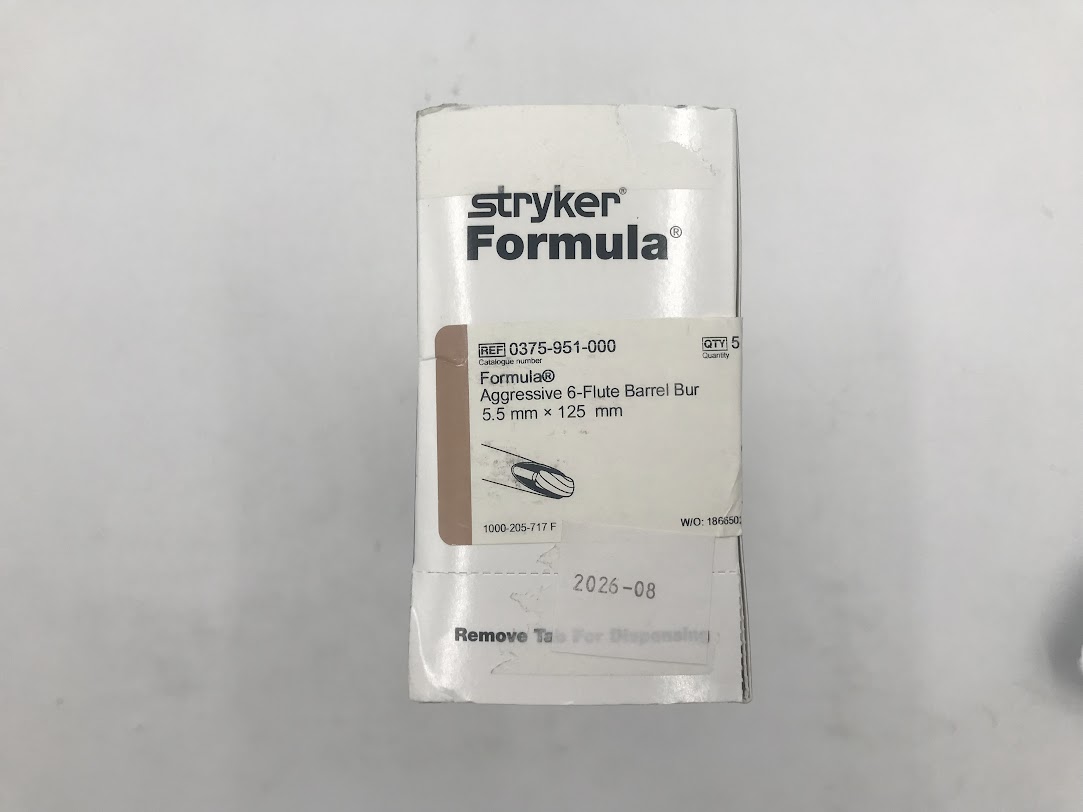 stryker®
Formula®
REF 0375-951-000
Catalogue number
QTY 5
Quantity
Formula®
Aggressive 6-Flute Barrel Bur
5.5 mm × 125 mm
1000-205-717 F
W/O: 1866502
2026-08
Remove Tab For Dispensing